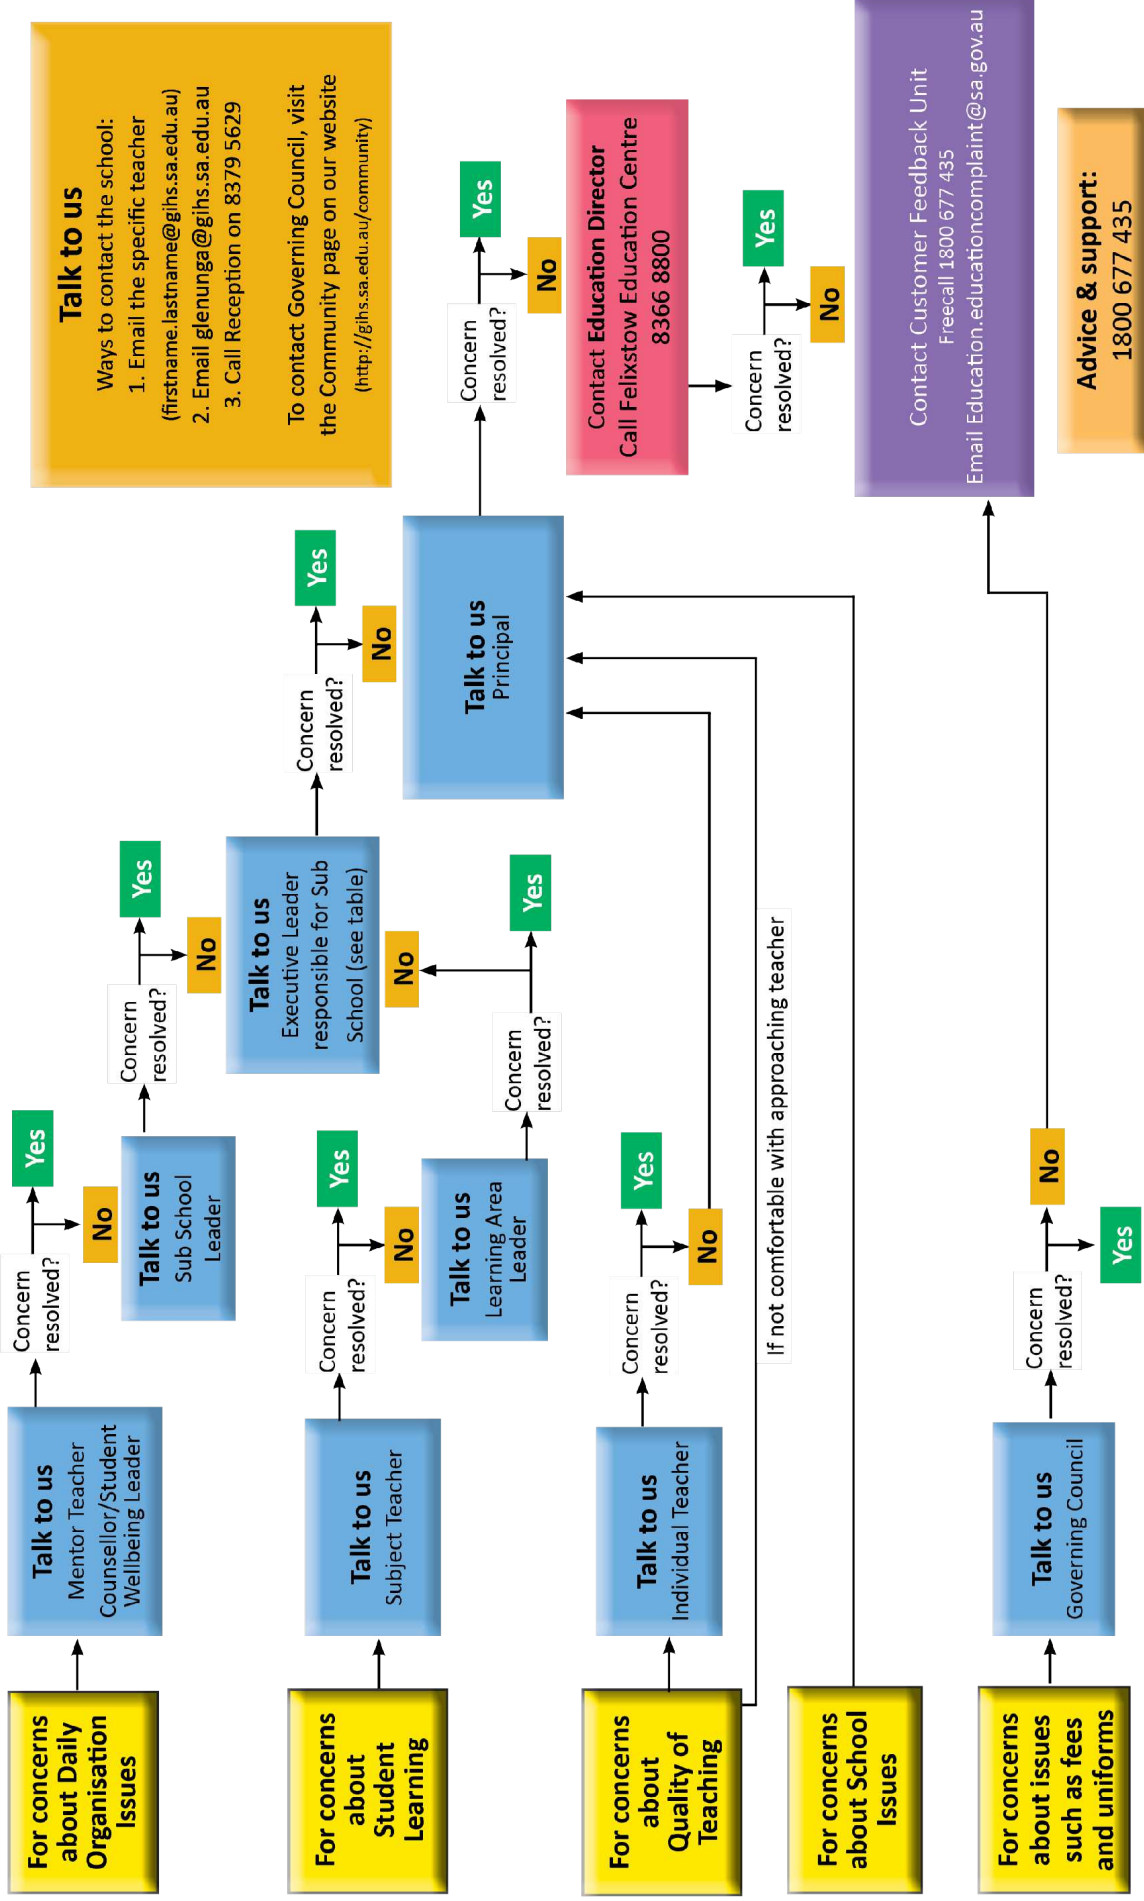 For concerns
about Daily
Organisation
Issues
Talk to us
Mentor Teacher
Counsellor/Student
Wellbeing Leader
Concern
resolved?
Yes
No
Talk to us
Sub School
Leader
Concern
resolved?
Yes
No
For concerns
about
Student
Learning
Talk to us
Subject Teacher
Concern
resolved?
Yes
No
Talk to us
Learning Area
Leader
Concern
resolved?
Yes
No
Talk to us
Executive Leader
responsible for Sub
School (see table)
Concern
resolved?
Yes
No
For concerns
about
Quality of
Teaching
Talk to us
Individual Teacher
Concern
resolved?
Yes
No
If not comfortable with approaching teacher
For concerns
about School
Issues
Talk to us
Principal
Concern
resolved?
Yes
No
Contact Education Director
Call Felixstow Education Centre
8366 8800
Concern
resolved?
Yes
No
For concerns
about issues
such as fees
and uniforms
Talk to us
Governing Council
Concern
resolved?
No
Yes
Contact Customer Feedback Unit
Freecall 1800 677 435
Email Education.educationcomplaint@sa.gov.au
Talk to us
Ways to contact the school:
1. Email the specific teacher
(firstname.lastname@gihs.sa.edu.au)
2. Email glenunga@gihs.sa.edu.au
3. Call Reception on 8379 5629
To contact Governing Council, visit
the Community page on our website
(http://gihs.sa.edu.au/community)
Advice & support:
1800 677 435